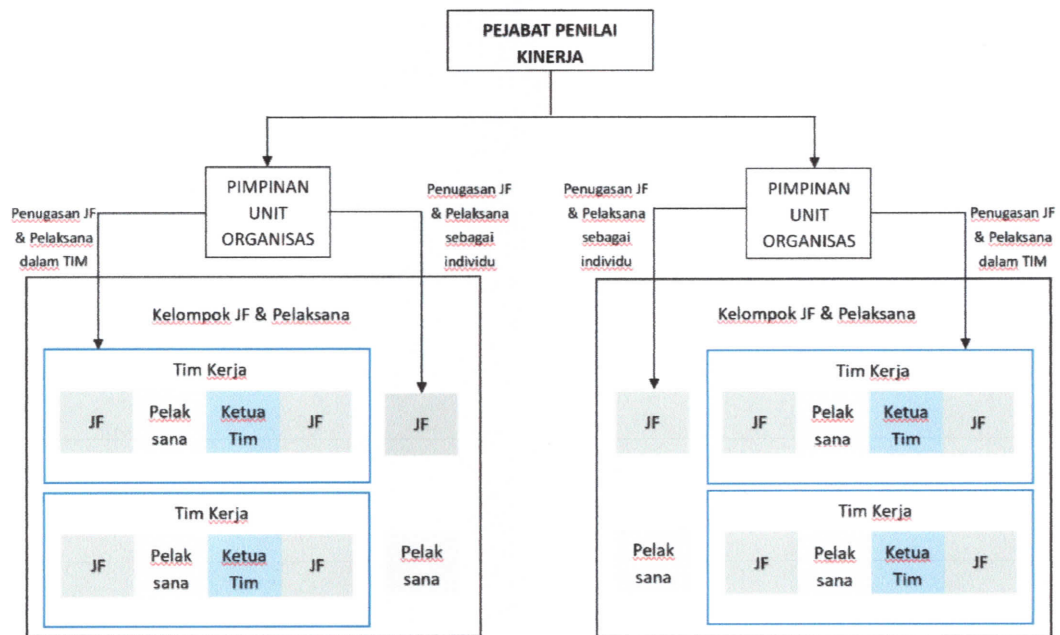 PEJABAT PENILAI
KINERJA
PIMPINAN
UNIT
ORGANISAS
Penugasan JF
& Pelaksana
dalam TIM
Penugasan JF
& Pelaksana
sebagai
individu
Penugasan JF
& Pelaksana
sebagai
individu
PIMPINAN
UNIT
ORGANISAS
Penugasan JF
& Pelaksana
dalam TIM
Kelompok JF & Pelaksana
Tim Kerja
JF
Pelak
sana
Ketua
Tim
JF
JF
Tim Kerja
JF
Pelak
sana
Ketua
Tim
JF
Pelak
sana
Kelompok JF & Pelaksana
JF
Tim Kerja
JF
Pelak
sana
Ketua
Tim
JF
Pelak
sana
Tim Kerja
JF
Pelak
sana
Ketua
Tim
JF